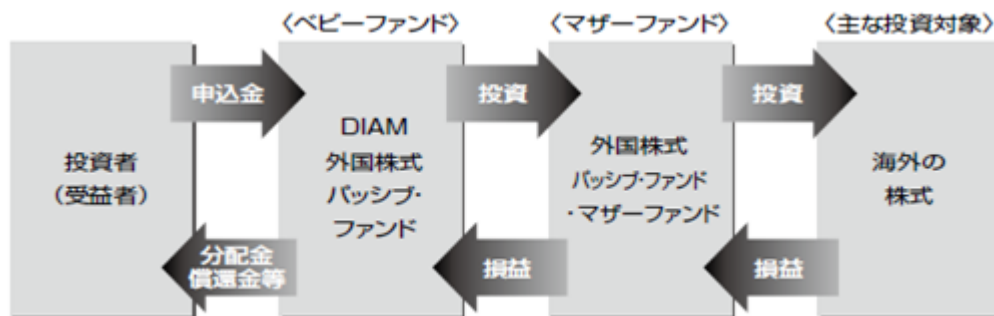 〈ベビーファンド〉
〈マザーファンド〉
〈主な投資対象〉
申込金
投資
投資
投資者
（受益者）
DIAM
外国株式
パッシブ・
ファンド
外国株式
パッシブ・ファンド
・マザーファンド
海外の
株式
分配金
償還金等
損益
損益